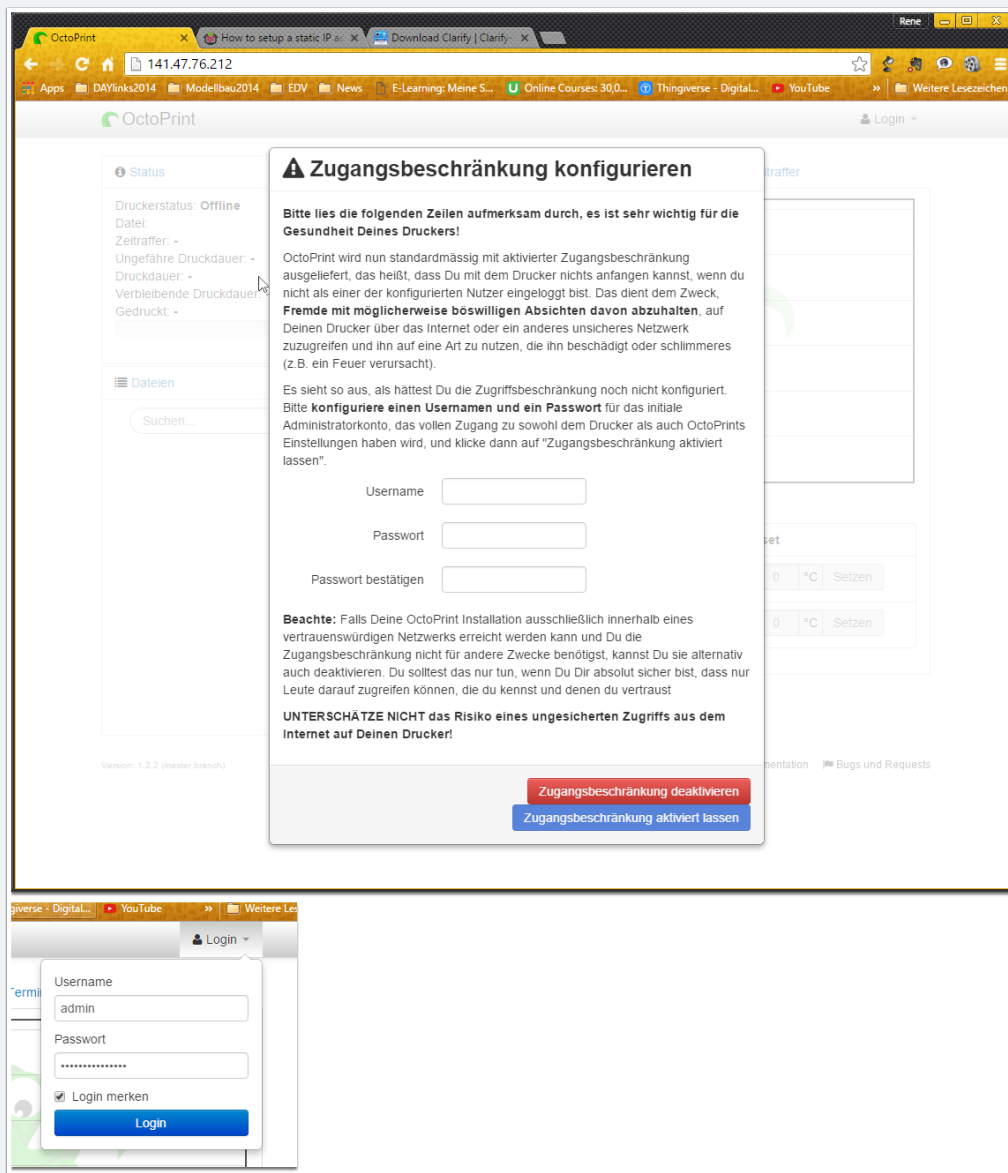 Rene
OctoPrint
How to setup a static IP ac
Download Clarify | Clarify-
141.47.76.212
Apps DAYlinks2014 Modellbau2014 EDV News E-Learning: Meine S... Online Courses: 30,0... Thingiverse - Digital... YouTube » Weitere Lesezeichen
OctoPrint
Login
Status
Druckerstatus: Offline
Datei:
Zeitraffer: -
Ungefähre Druckdauer: -
Druckdauer: -
Verbleibende Druckdauer: -
Gedruckt: -
Dateien
Suchen...
itraffer
Zugangsbeschränkung konfigurieren
Bitte lies die folgenden Zeilen aufmerksam durch, es ist sehr wichtig für die
Gesundheit Deines Druckers!
OctoPrint wird nun standardmässig mit aktivierter Zugangsbeschränkung
ausgeliefert, das heißt, dass Du mit dem Drucker nichts anfangen kannst, wenn du
nicht als einer der konfigurierten Nutzer eingeloggt bist. Das dient dem Zweck,
Fremde mit möglicherweise böswilligen Absichten davon abzuhalten, auf
Deinen Drucker über das Internet oder ein anderes unsicheres Netzwerk
zuzugreifen und ihn auf eine Art zu nutzen, die ihn beschädigt oder schlimmeres
(z.B. ein Feuer verursacht).
Es sieht so aus, als hättest Du die Zugriffsbeschränkung noch nicht konfiguriert.
Bitte konfiguriere einen Usernamen und ein Passwort für das initiale
Administratorkonto, das vollen Zugang zu sowohl dem Drucker als auch OctoPrints
Einstellungen haben wird, und klicke dann auf "Zugangsbeschränkung aktiviert
lassen".
Username
Passwort
Passwort bestätigen
Beachte: Falls Deine OctoPrint Installation ausschließlich innerhalb eines
vertrauenswürdigen Netzwerks erreicht werden kann und Du die
Zugangsbeschränkung nicht für andere Zwecke benötigst, kannst Du sie alternativ
auch deaktivieren. Du solltest das nur tun, wenn Du Dir absolut sicher bist, dass nur
Leute darauf zugreifen können, die du kennst und denen du vertraust
UNTERSCHÄTZE NICHT das Risiko eines ungesicherten Zugriffs aus dem
Internet auf Deinen Drucker!
Zugangsbeschränkung deaktivieren
Zugangsbeschränkung aktiviert lassen
set
0 °C Setzen
0 °C Setzen
Version: 1.2.2 (master branch)
nentation Bugs und Requests
giverse - Digital... YouTube » Weitere Les
Login
Termi
Username
admin
Passwort
•••••••••••••••
Login merken
Login